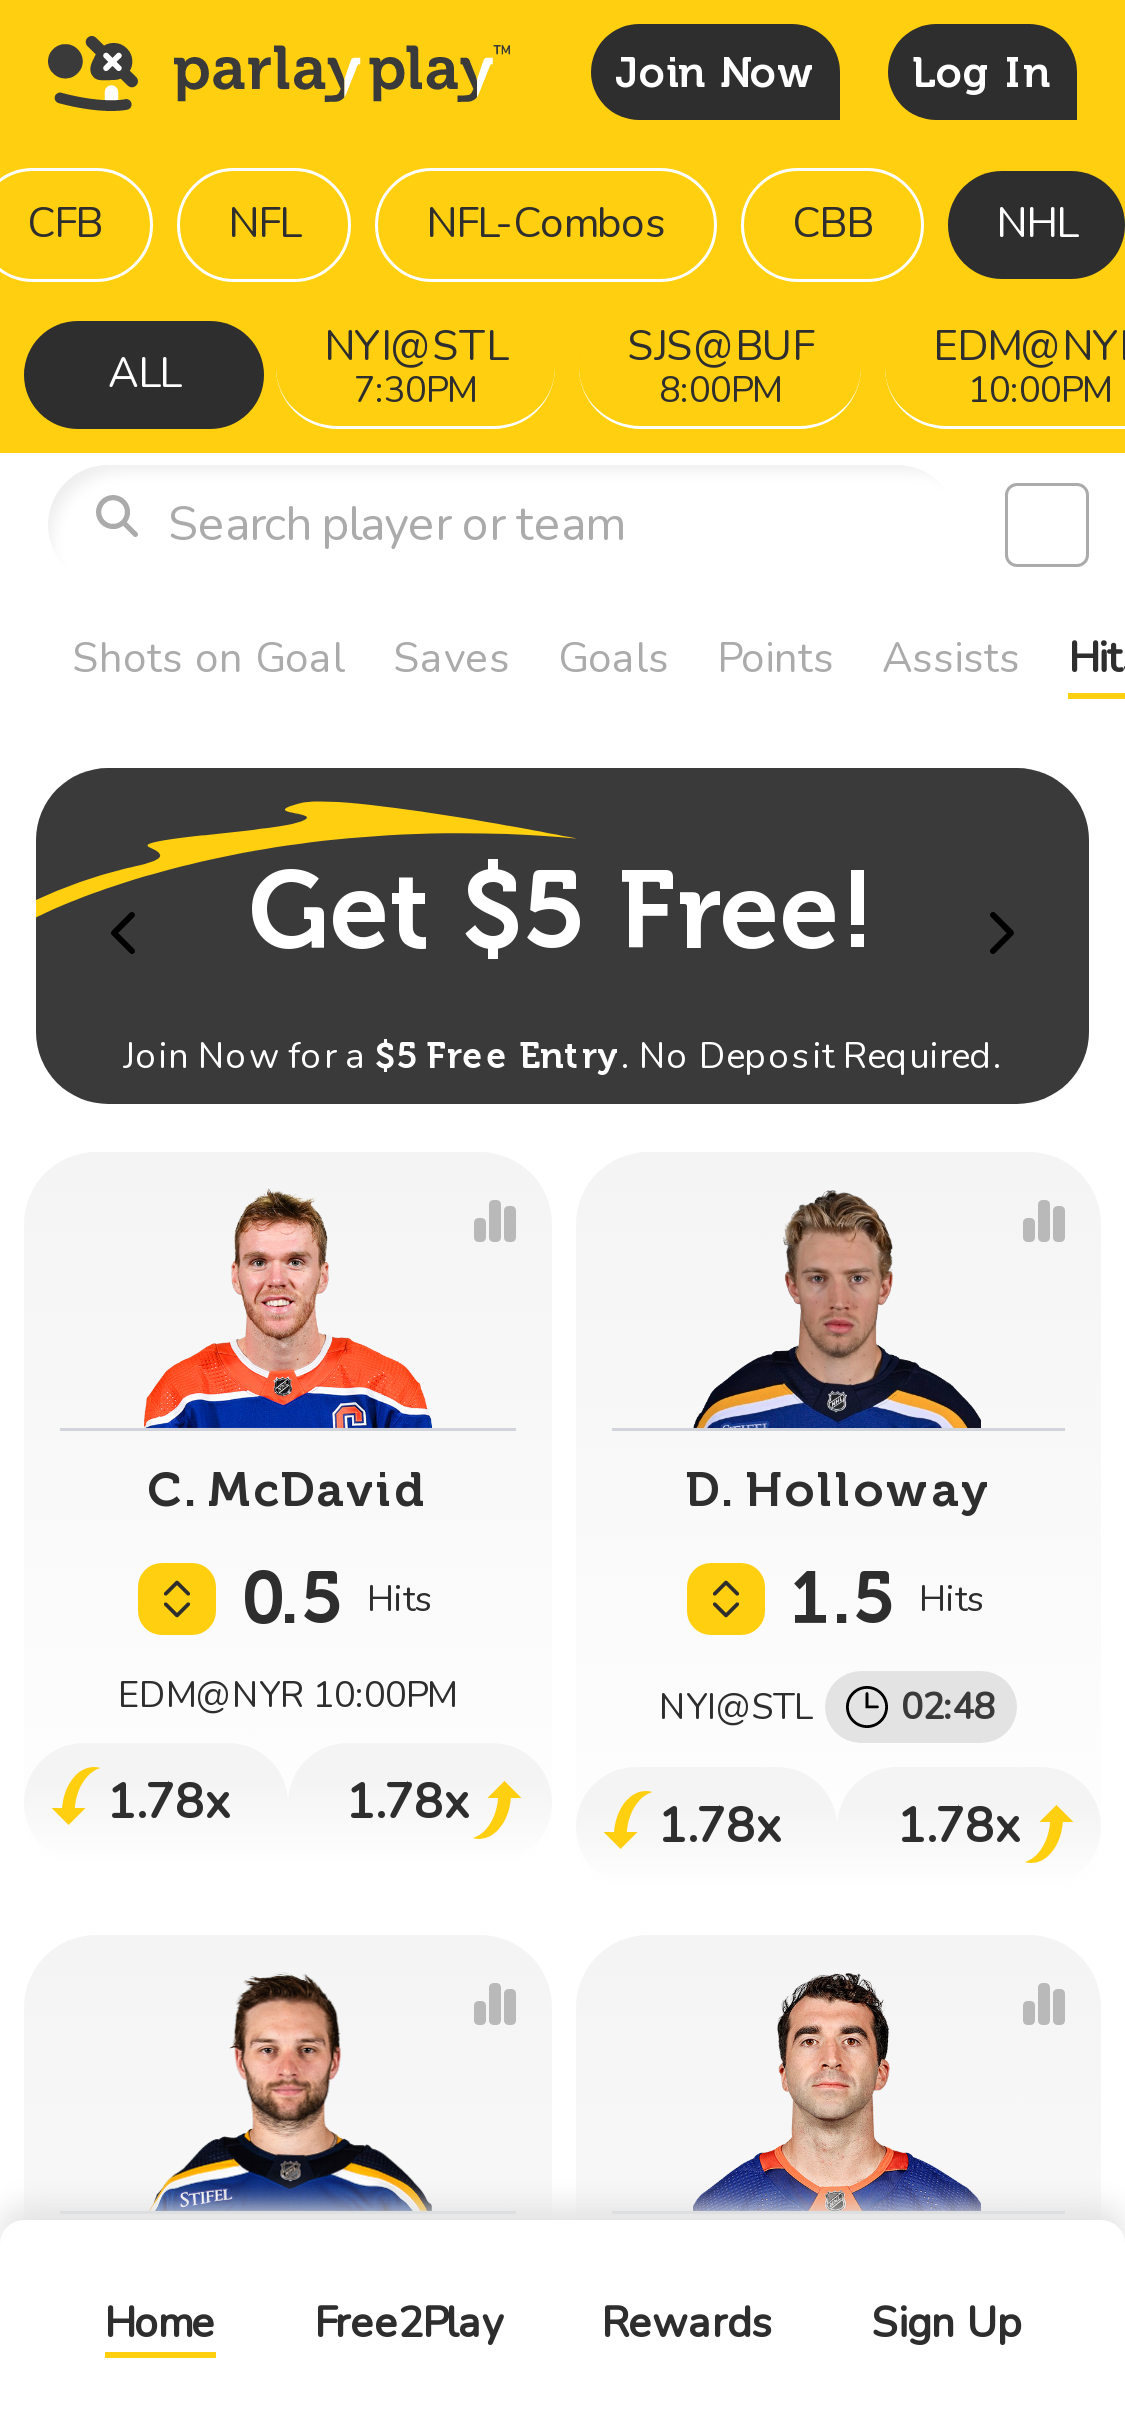 parlay play™
Join Now
Log In
CFB
NFL
NFL-Combos
CBB
NHL
ALL
NYI@STL
7:30PM
SJS@BUF
8:00PM
EDM@NY
10:00PM
Search player or team
Shots on Goal
Saves
Goals
Points
Assists
Hits
Get $5 Free!
Join Now for a $5 Free Entry. No Deposit Required.
C. McDavid
0.5 Hits
EDM@NYR 10:00PM
1.78x
1.78x
D. Holloway
1.5 Hits
NYI@STL 02:48
1.78x
1.78x
STIFEL
Home
Free2Play
Rewards
Sign Up